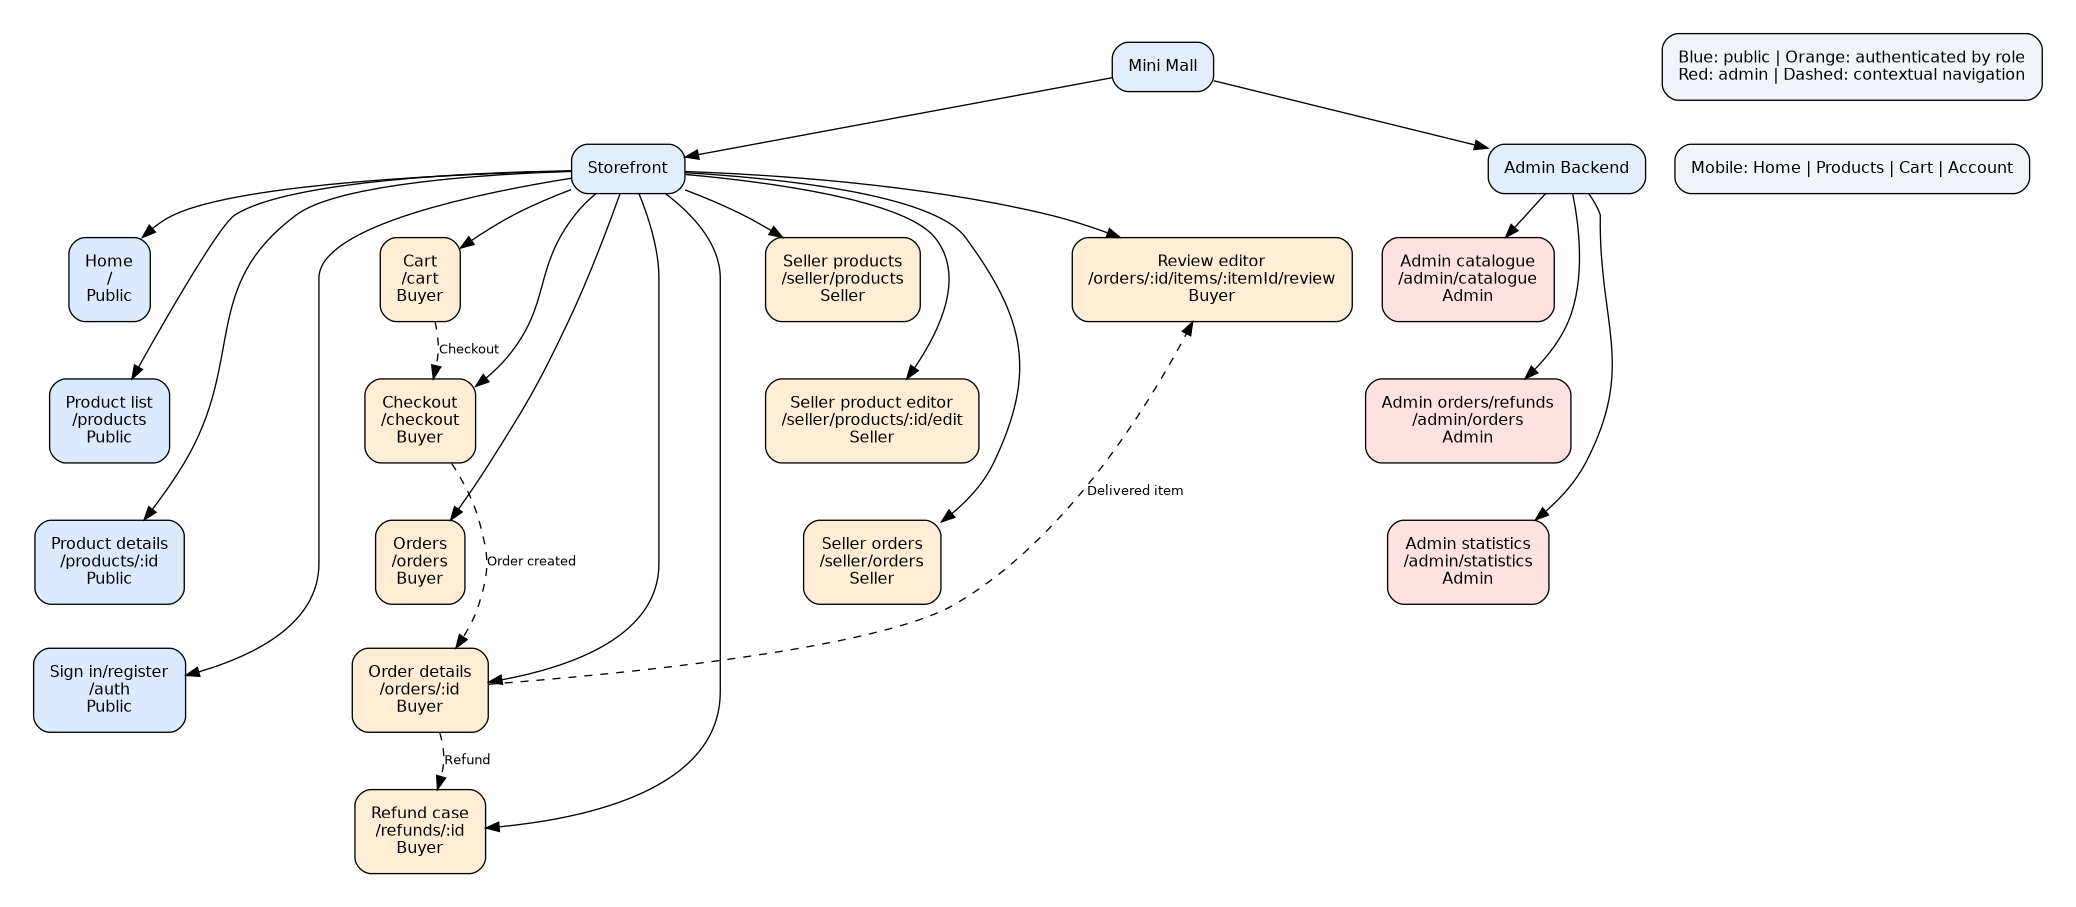 Mini Mall
Blue: public | Orange: authenticated by role
Red: admin | Dashed: contextual navigation
Storefront
Admin Backend
Mobile: Home | Products | Cart | Account
Home
/
Public
Cart
/cart
Buyer
Seller products
/seller/products
Seller
Review editor
/orders/:id/items/:itemId/review
Buyer
Admin catalogue
/admin/catalogue
Admin
Checkout
Product list
/products
Public
Checkout
/checkout
Buyer
Seller product editor
/seller/products/:id/edit
Seller
Admin orders/refunds
/admin/orders
Admin
Delivered item
Product details
/products/:id
Public
Orders
/orders
Buyer
Order created
Seller orders
/seller/orders
Seller
Admin statistics
/admin/statistics
Admin
Sign in/register
/auth
Public
Order details
/orders/:id
Buyer
Refund
Refund case
/refunds/:id
Buyer